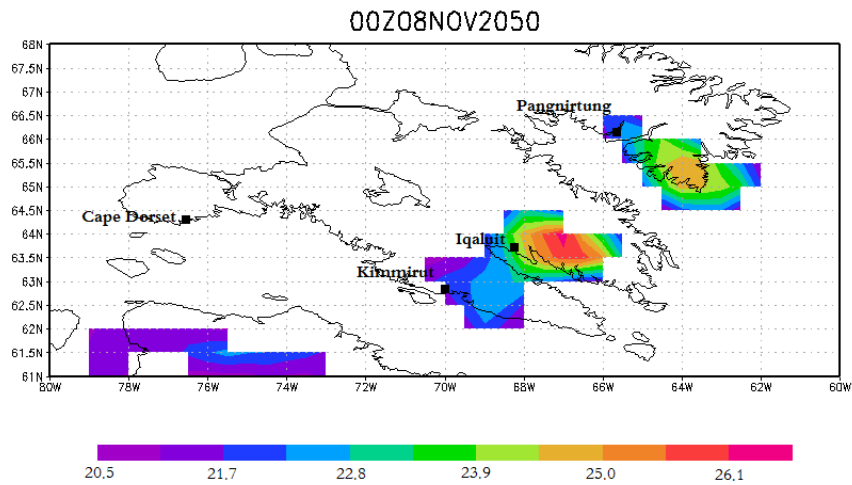 00Z08NOV2050
68N
67.5N
67N
66.5N
Pangnirtung
66N
65.5N
65N
64.5N
Cape Dorset
64N
Iqaluit
63.5N
Kimmirut
63N
62.5N
62N
61.5N
61N
80W 78W 76W 74W 72W 70W 68W 66W 64W 62W 60W
20,5 21,7 22,8 23,9 25,0 26,1